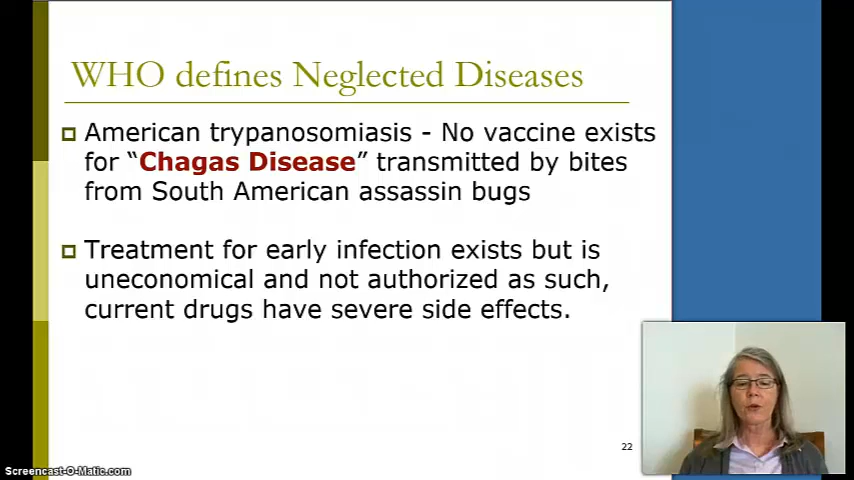 WHO defines Neglected Diseases
American trypanosomiasis - No vaccine exists
for “Chagas Disease” transmitted by bites
from South American assassin bugs
Treatment for early infection exists but is
uneconomical and not authorized as such,
current drugs have severe side effects.
22
Screencast-O-Matic.com